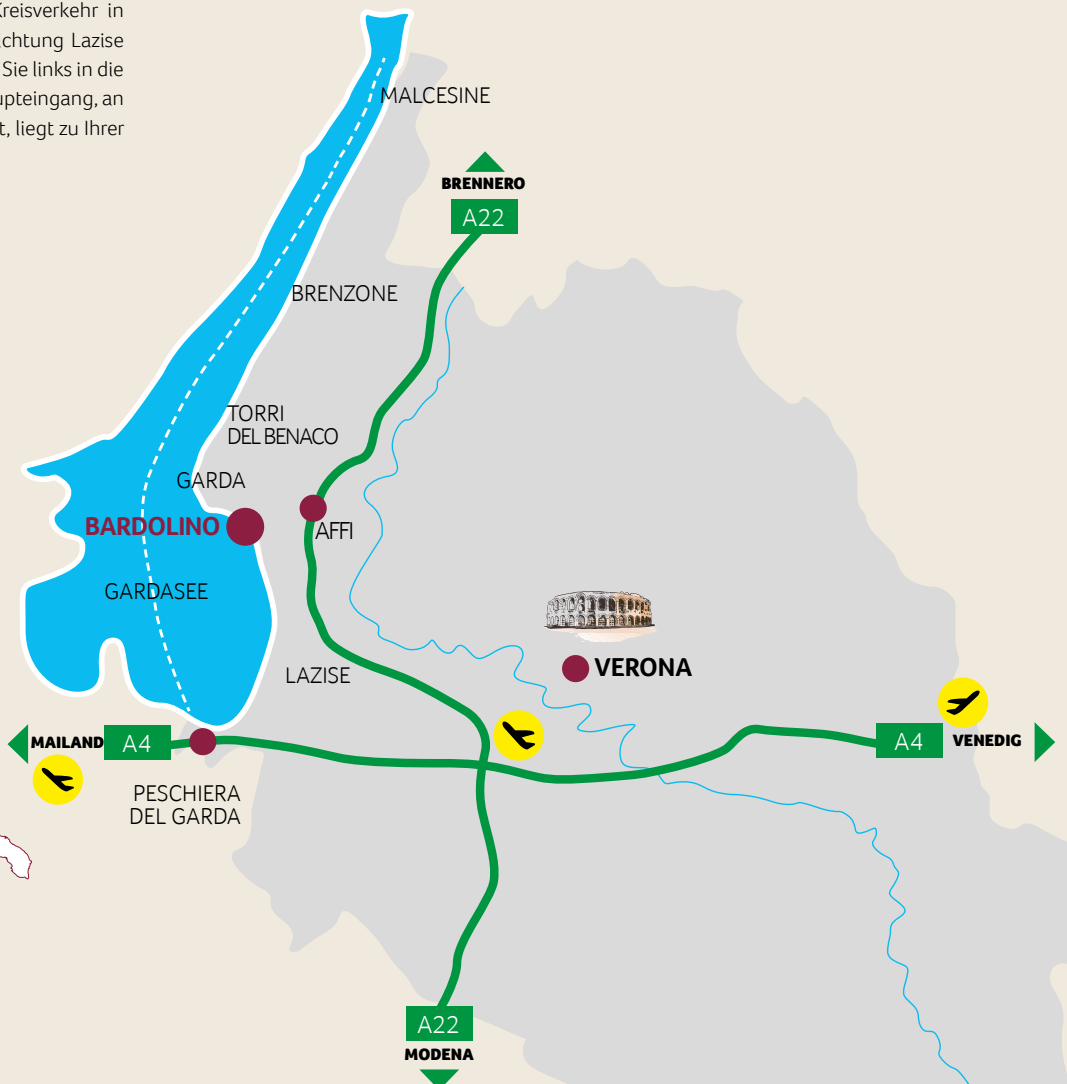 Kreisverkehr in
chtung Lazise
Sie links in die
upteingang, an
t, liegt zu Ihrer
MALCESINE
BRENNERO
A22
BRENZONE
TORRI
DEL BENACO
GARDA
BARDOLINO
AFFI
GARDASEE
VERONA
LAZISE
MAILAND
A4
A4
VENEDIG
PESCHIERA
DEL GARDA
A22
MODENA